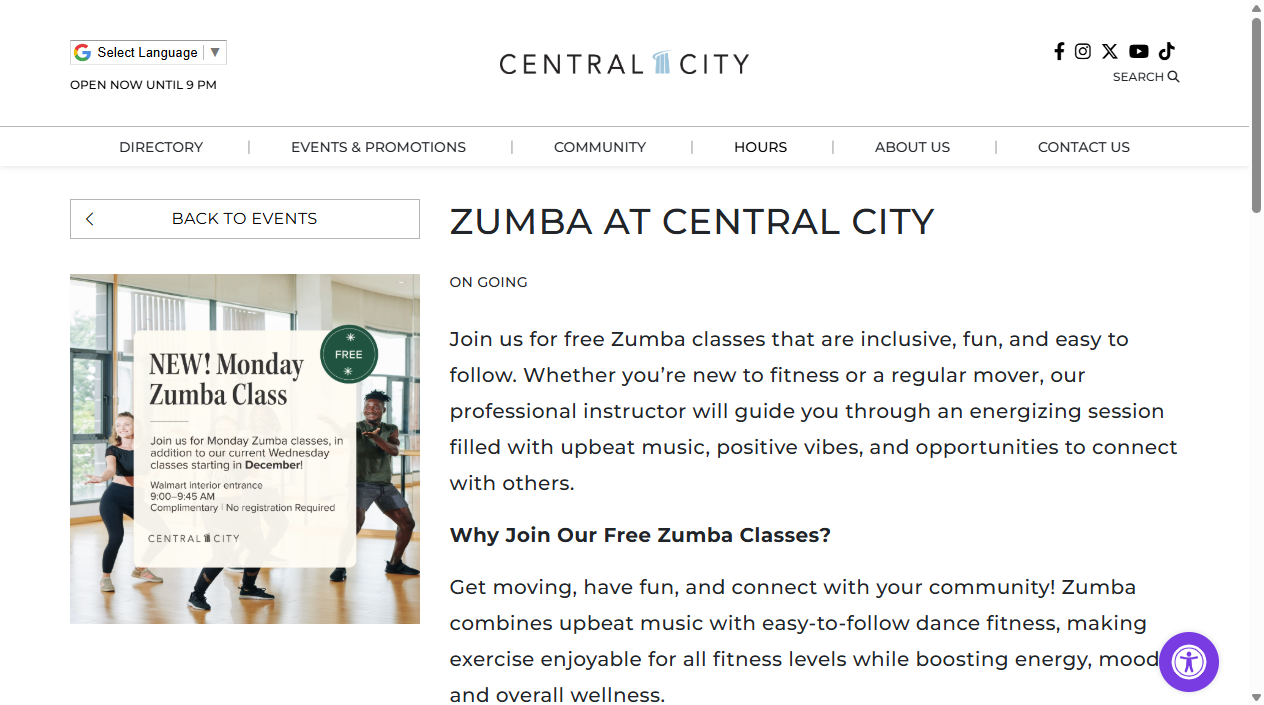 Select Language ▼
OPEN NOW UNTIL 9 PM
CENTRAL CITY
SEARCH
DIRECTORY | EVENTS & PROMOTIONS | COMMUNITY | HOURS | ABOUT US | CONTACT US
BACK TO EVENTS
NEW! Monday
Zumba Class
FREE
Join us for Monday Zumba classes, in
addition to our current Wednesday
classes starting in December!
Walmart interior entrance
9:00–9:45 AM
Complimentary | No registration Required
CENTRAL CITY
ZUMBA AT CENTRAL CITY
ON GOING
Join us for free Zumba classes that are inclusive, fun, and easy to
follow. Whether you’re new to fitness or a regular mover, our
professional instructor will guide you through an energizing session
filled with upbeat music, positive vibes, and opportunities to connect
with others.
Why Join Our Free Zumba Classes?
Get moving, have fun, and connect with your community! Zumba
combines upbeat music with easy-to-follow dance fitness, making
exercise enjoyable for all fitness levels while boosting energy, mood
and overall wellness.